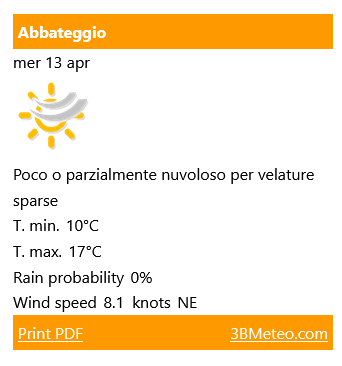 Abbateggio
mer 13 apr
Poco o parzialmente nuvoloso per velature
sparse
T. min. 10°C
T. max. 17°C
Rain probability 0%
Wind speed 8.1 knots NE
Print PDF 3BMeteo.com